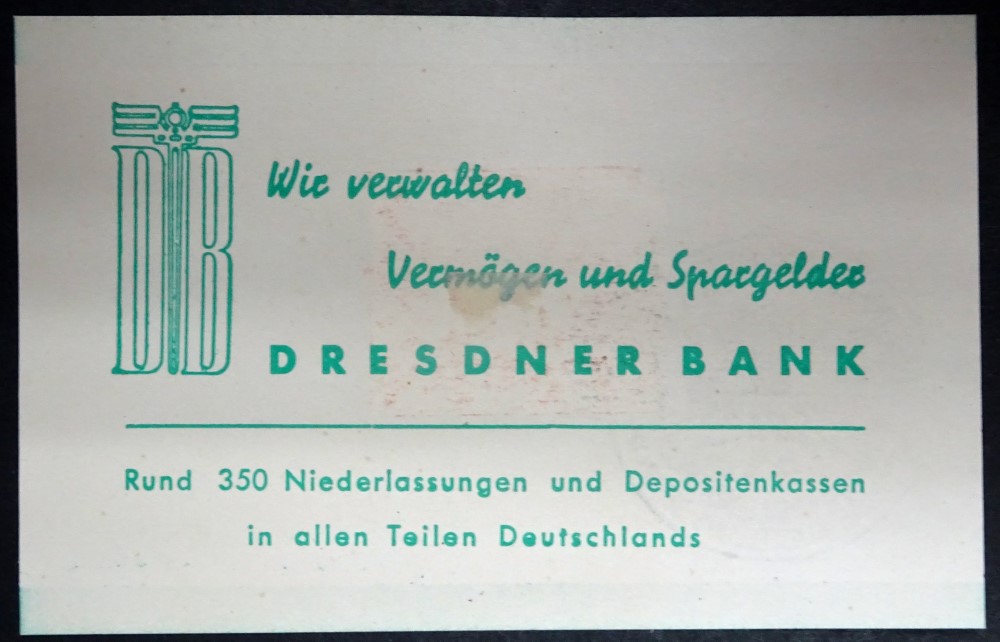 DB
Wir verwalten
Vermögen und Spargelder
DRESDNER BANK
Rund 350 Niederlassungen und Depositenkassen
in allen Teilen Deutschlands